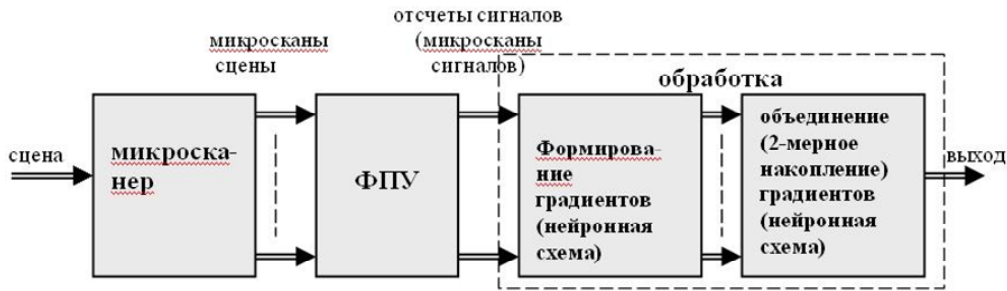 сцена
микроска-
нер
микросканы
сцены
ФПУ
отсчеты сигналов
(микросканы
сигналов)
обработка
Формирова-
ние
градиентов
(нейронная
схема)
объединение
(2-мерное
накопление)
градиентов
(нейронная
схема)
выход